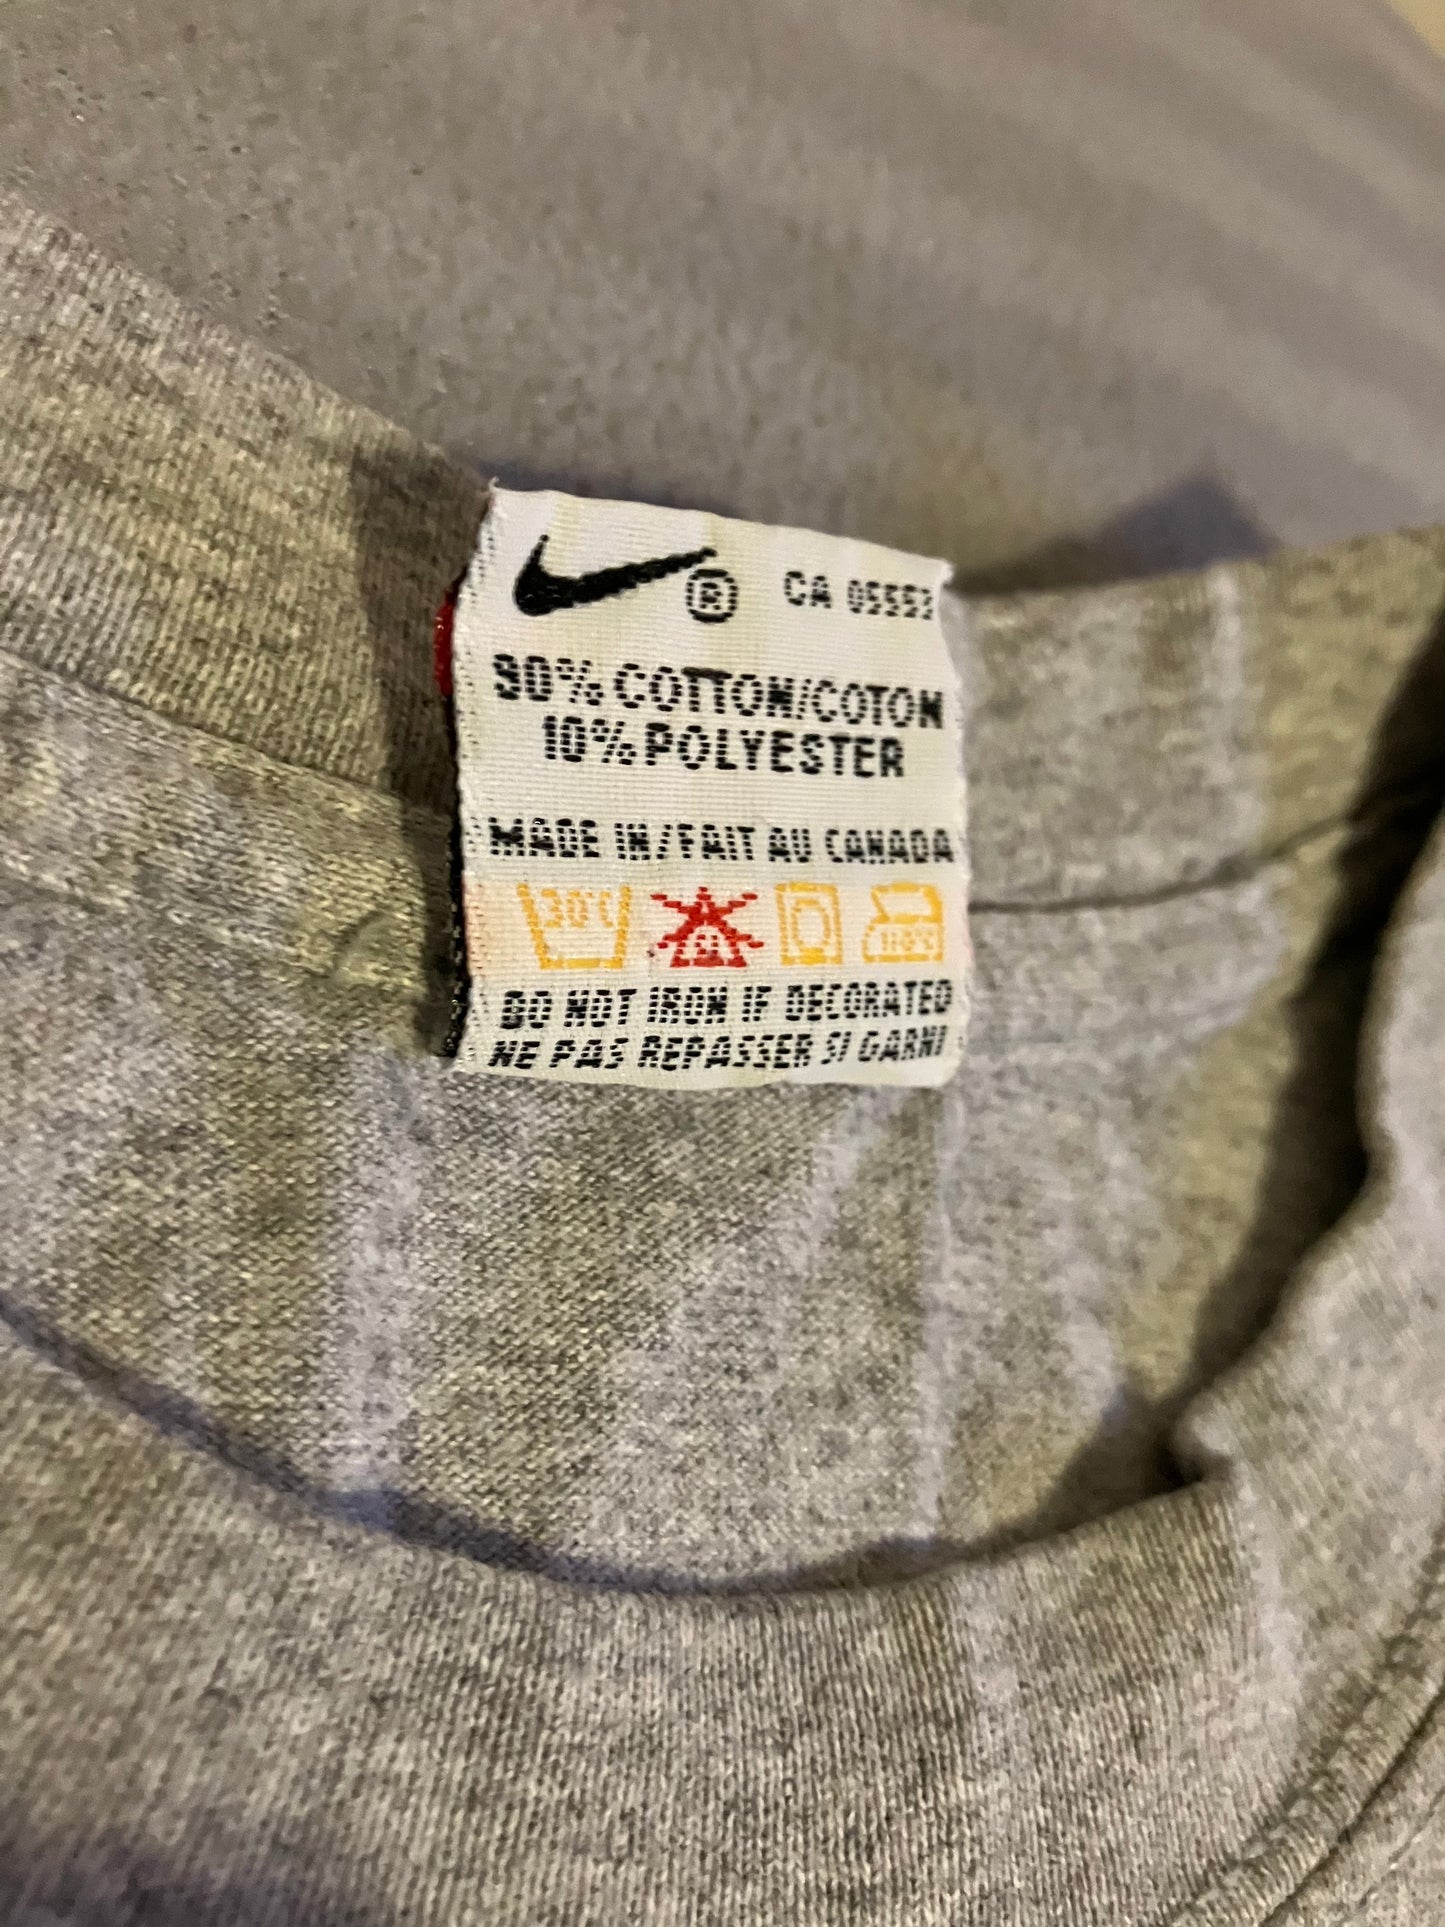 ® CA 05553
90% COTTON/COTON
10% POLYESTER
MADE IN/FAIT AU CANADA
30°C CL 110°C
DO NOT IRON IF DECORATED
NE PAS REPASSER SI GARNI